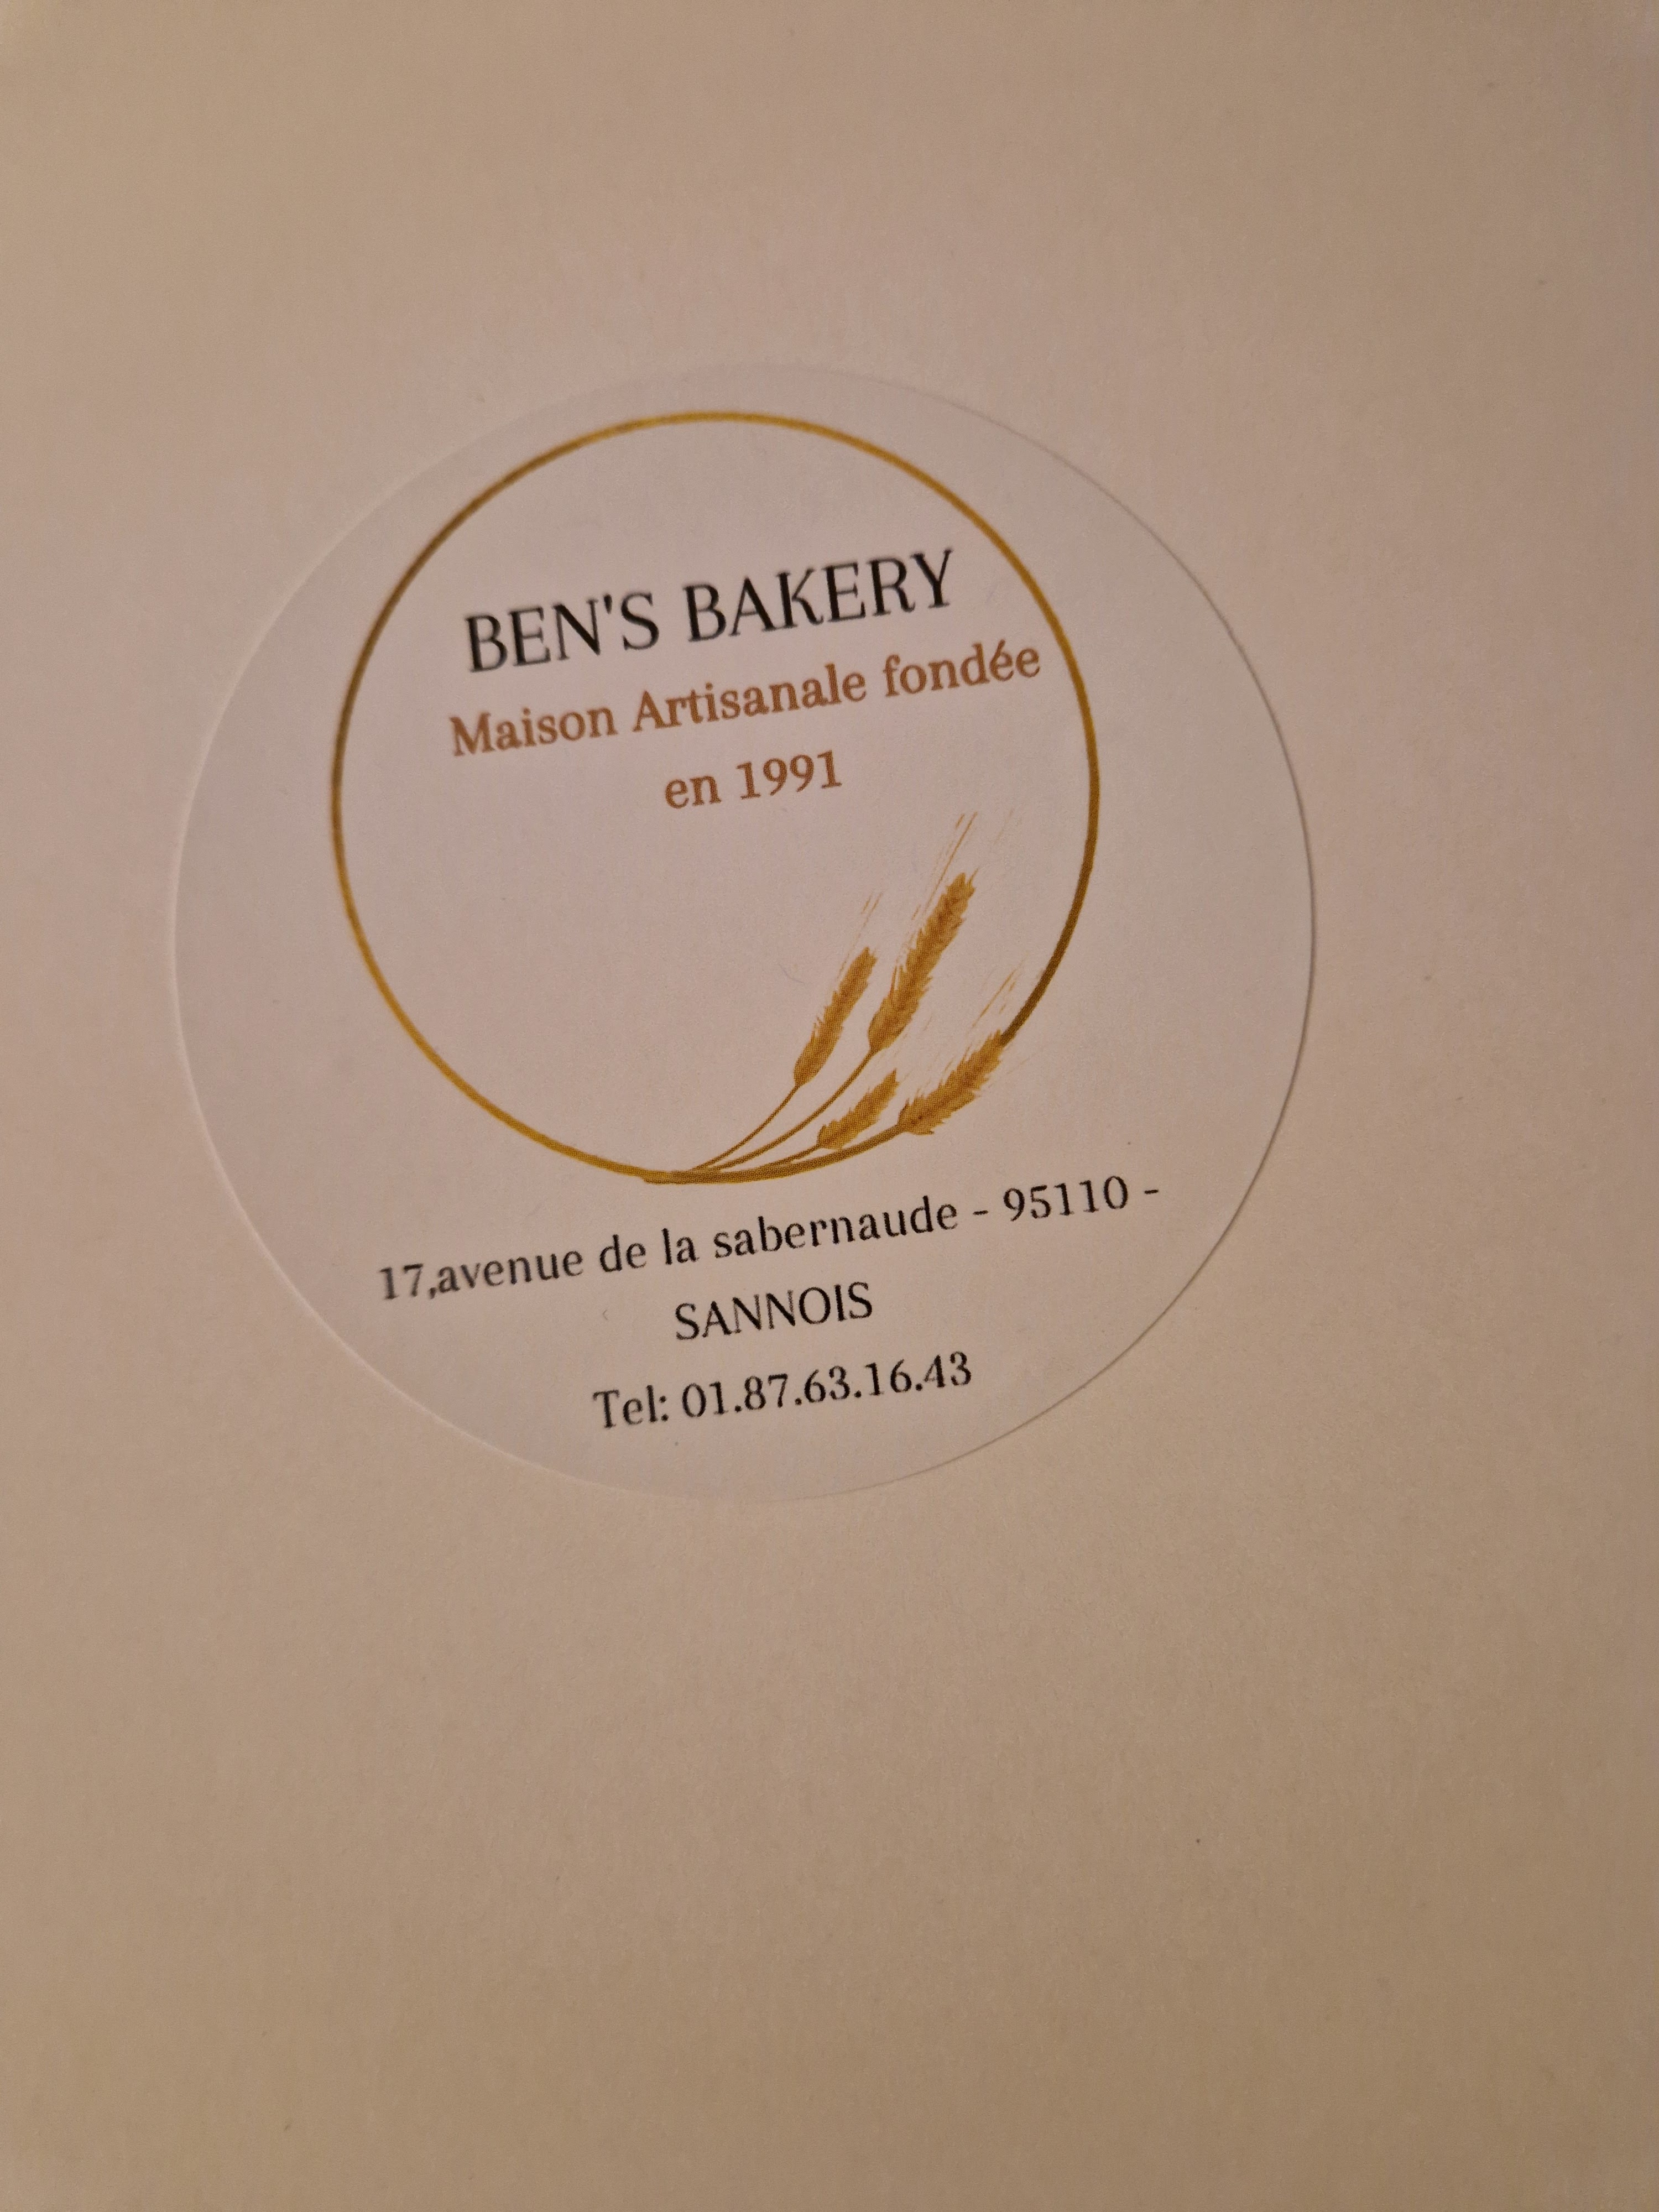 BEN'S BAKERY
Maison Artisanale fondée
en 1991
17,avenue de la sabernaude - 95110 -
SANNOIS
Tel: 01.87.63.16.43